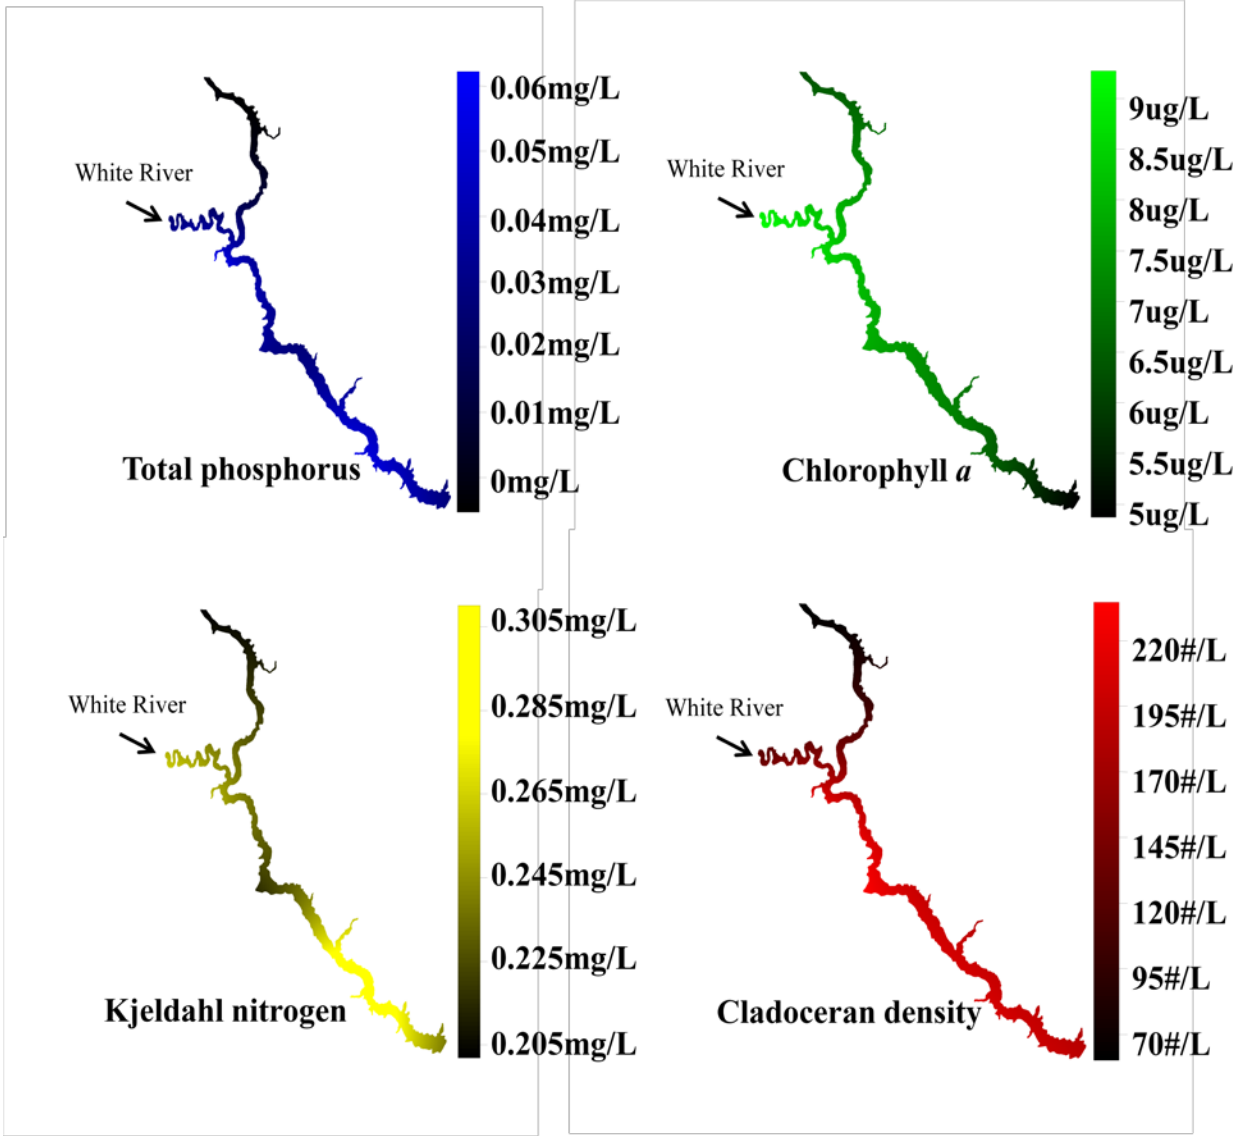 0.06mg/L
0.05mg/L
White River
0.04mg/L
0.03mg/L
0.02mg/L
0.01mg/L
Total phosphorus
0mg/L
9ug/L
8.5ug/L
White River
8ug/L
7.5ug/L
7ug/L
6.5ug/L
6ug/L
5.5ug/L
Chlorophyll a
5ug/L
0.305mg/L
White River
0.285mg/L
0.265mg/L
0.245mg/L
0.225mg/L
Kjeldahl nitrogen
0.205mg/L
220#/L
White River
195#/L
170#/L
145#/L
120#/L
95#/L
Cladoceran density
70#/L